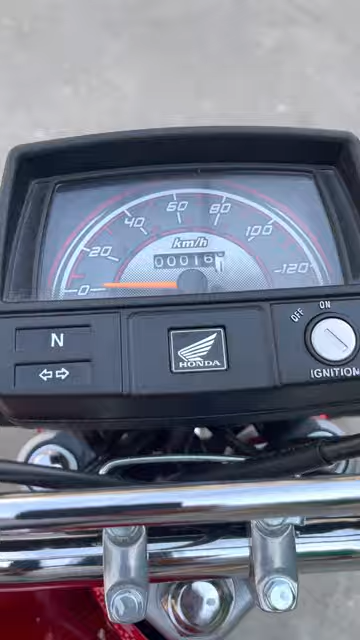 60
40 80
km/h
20 100
00016
0 120
OFF ON
N
HONDA
IGNITION